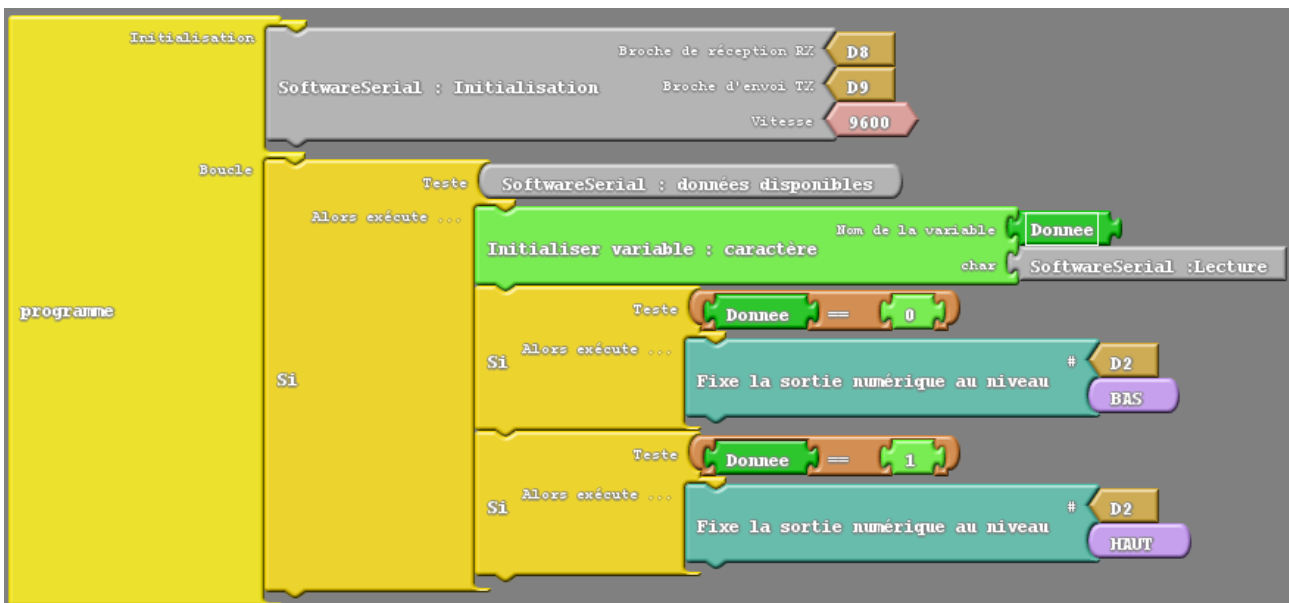 Initialisation
Broche de réception RX D8
SoftwareSerial : Initialisation Broche d'envoi TX D9
Vitesse 9600
Boucle
Teste SoftwareSerial : données disponibles
Alors exécute ...
Nom de la variable Donnee
Initialiser variable : caractère
char SoftwareSerial :Lecture
programme
Teste Donnee == 0
Si
Si Alors exécute ...
# D2
Fixe la sortie numérique au niveau
BAS
Teste Donnee == 1
Si Alors exécute ...
# D2
Fixe la sortie numérique au niveau
HAUT